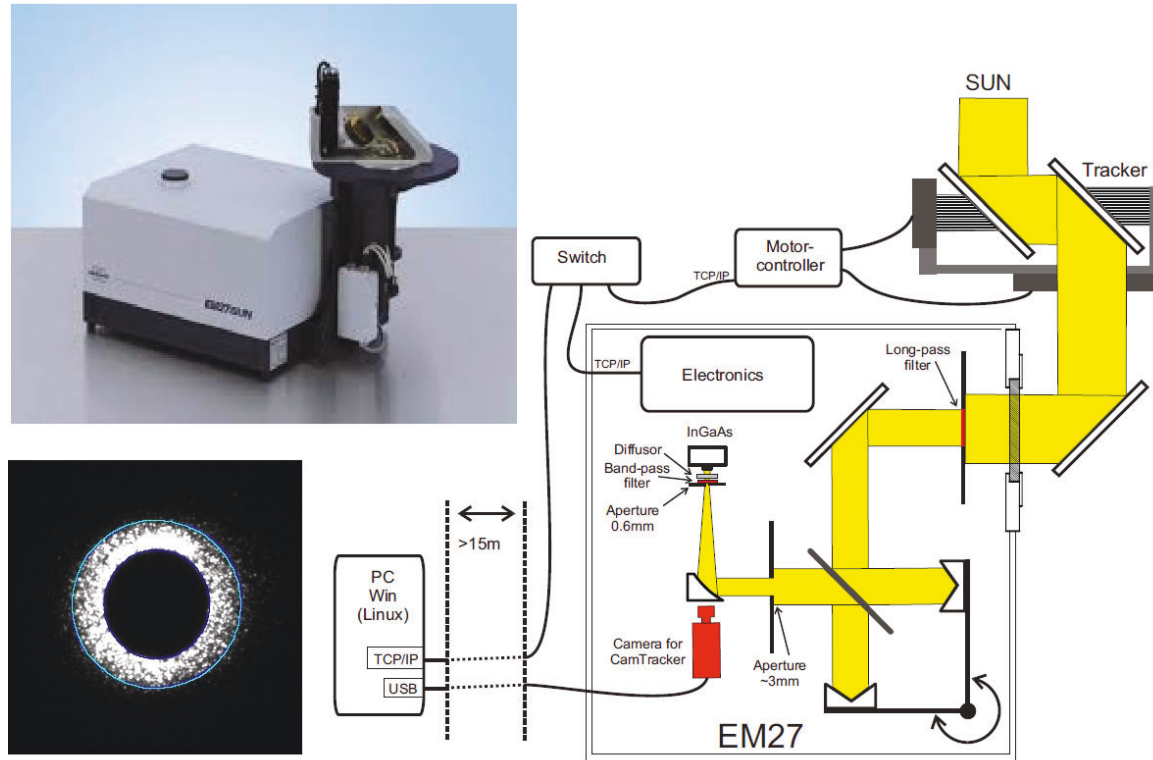 EM27/SUN
SUN
Tracker
Switch
TCP/IP
Motor-
controller
TCP/IP
Electronics
Long-pass
filter
InGaAs
Diffusor
Band-pass
filter
Aperture
0.6mm
>15m
PC
Win
(Linux)
TCP/IP
USB
Camera for
CamTracker
Aperture
~3mm
EM27